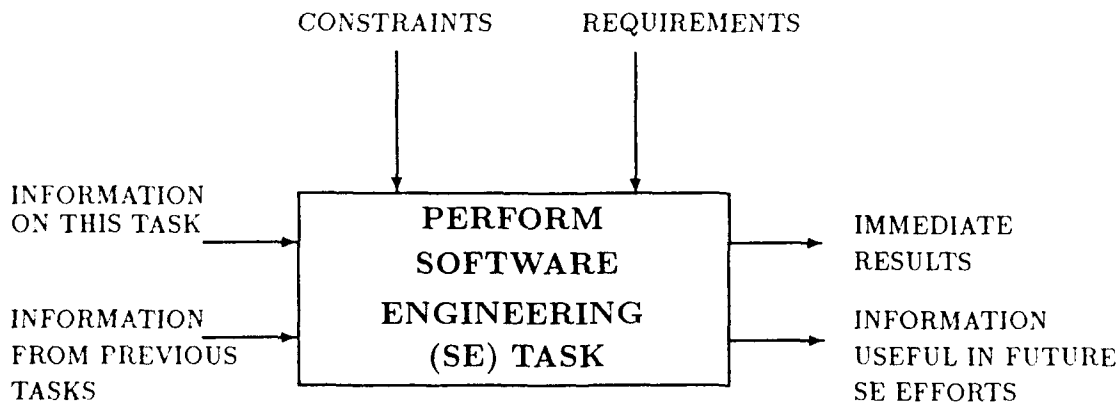 CONSTRAINTS
REQUIREMENTS
INFORMATION
ON THIS TASK
PERFORM
SOFTWARE
ENGINEERING
(SE) TASK
IMMEDIATE
RESULTS
INFORMATION
FROM PREVIOUS
TASKS
INFORMATION
USEFUL IN FUTURE
SE EFFORTS